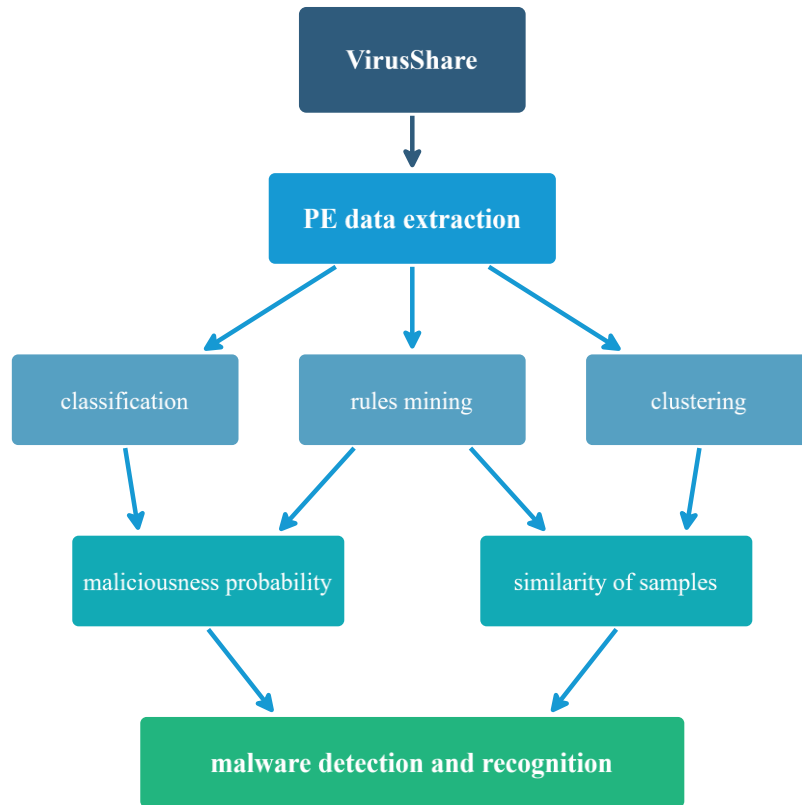 VirusShare
PE data extraction
classification
rules mining
clustering
maliciousness probability
similarity of samples
malware detection and recognition